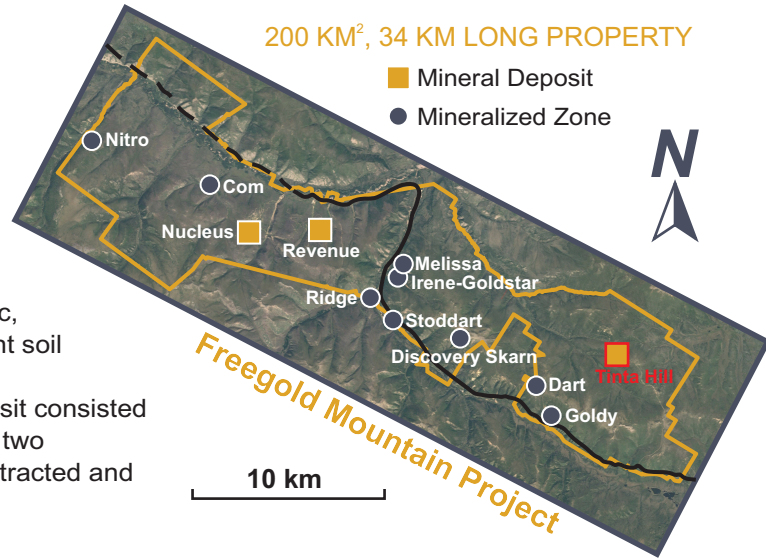 200 KM², 34 KM LONG PROPERTY
Mineral Deposit
Mineralized Zone
N
Nitro
Com
Nucleus
Revenue
Melissa
Irene-Goldstar
Ridge
Stoddart
Discovery Skarn
Tinta Hill
Dart
Goldy
Freegold Mountain Project
10 km
c,
nt soil
sit consisted
two
tracted and